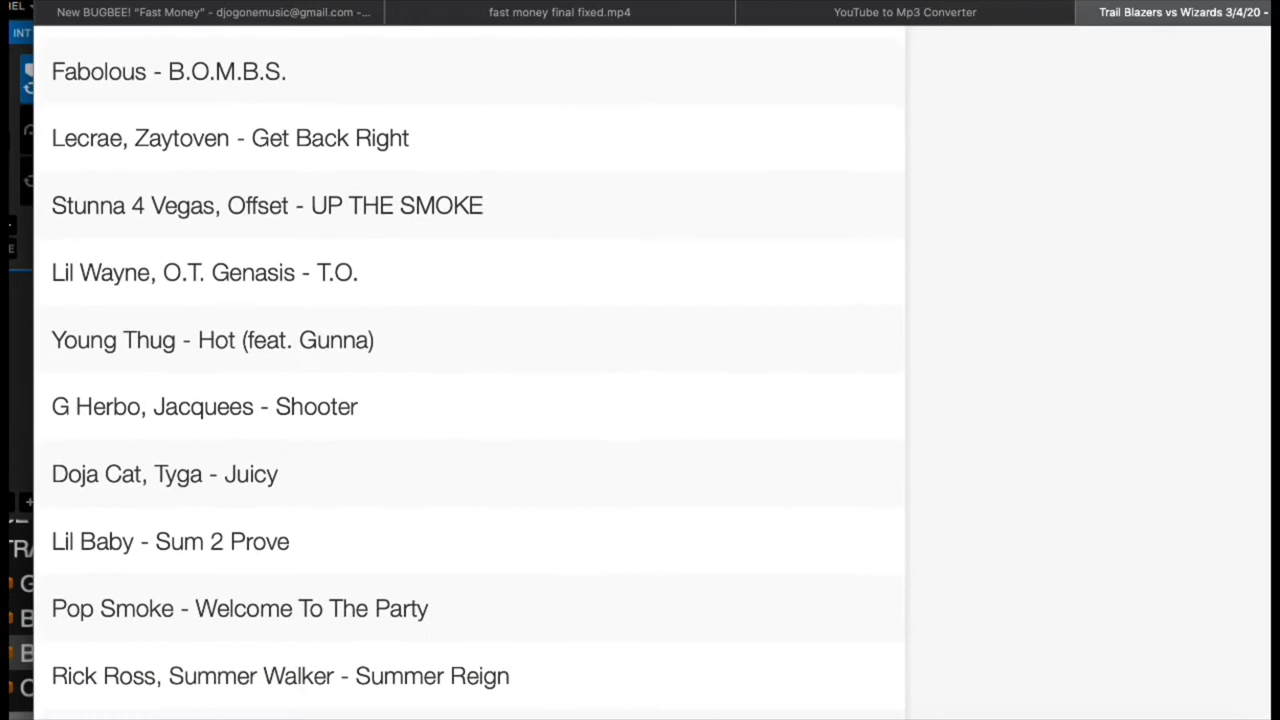 New BUGBEE! “Fast Money” - djogonemusic@gmail.com -...
fast money final fixed.mp4
YouTube to Mp3 Converter
Trail Blazers vs Wizards 3/4/20 -
INT
Fabolous - B.O.M.B.S.
Lecrae, Zaytoven - Get Back Right
Stunna 4 Vegas, Offset - UP THE SMOKE
Lil Wayne, O.T. Genasis - T.O.
Young Thug - Hot (feat. Gunna)
G Herbo, Jacquees - Shooter
Doja Cat, Tyga - Juicy
Lil Baby - Sum 2 Prove
Pop Smoke - Welcome To The Party
Rick Ross, Summer Walker - Summer Reign